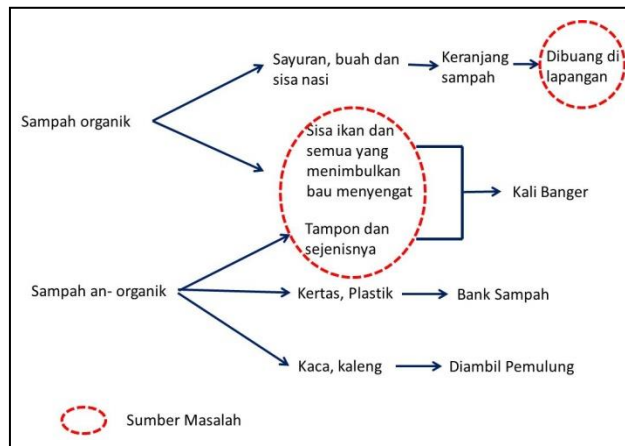 Sampah organik
Sayuran, buah dan
sisa nasi
Keranjang
sampah
Dibuang di
lapangan
Sisa ikan dan
semua yang
menimbulkan
bau menyengat
Kali Banger
Tampon dan
sejenisnya
Sampah an- organik
Kertas, Plastik
Bank Sampah
Kaca, kaleng
Diambil Pemulung
Sumber Masalah